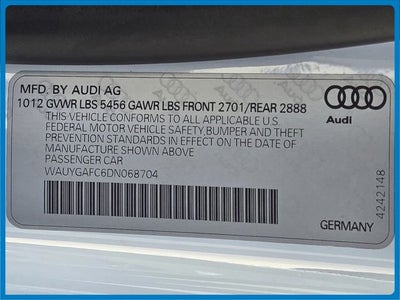 MFD. BY AUDI AG
1012 GVWR LBS 5456 GAWR LBS FRONT 2701/REAR 2888
THIS VEHICLE CONFORMS TO ALL APPLICABLE U.S.
FEDERAL MOTOR VEHICLE SAFETY,BUMPER AND THEFT
PREVENTION STANDARDS IN EFFECT ON THE DATE OF
MANUFACTURE SHOWN ABOVE
PASSENGER CAR
WAUYGAFC6DN068704
Audi
GERMANY
4242148